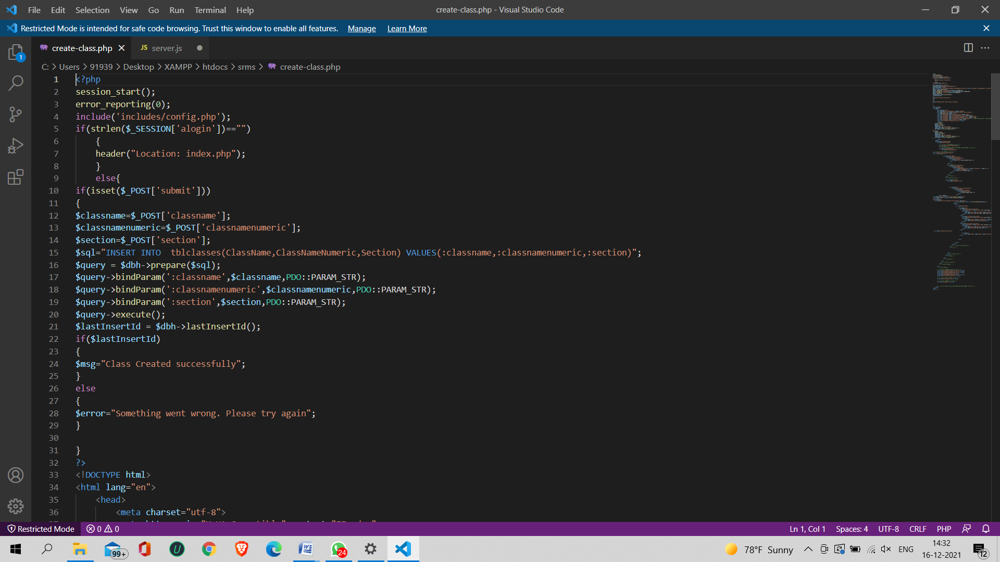 File Edit Selection View Go Run Terminal Help create-class.php - Visual Studio Code
Restricted Mode is intended for safe code browsing. Trust this window to enable all features. Manage Learn More
create-class.php JS server.js
1
C: > Users > 91939 > Desktop > XAMPP > htdocs > srms > create-class.php
1 <?php
2 session_start();
3 error_reporting(0);
4 include('includes/config.php');
5 if(strlen($_SESSION['alogin'])=="")
6 {
7 header("Location: index.php");
8 }
9 else{
10 if(isset($_POST['submit']))
11 {
12 $classname=$_POST['classname'];
13 $classnamenumeric=$_POST['classnamenumeric'];
14 $section=$_POST['section'];
15 $sql="INSERT INTO  tblclasses(ClassName,ClassNameNumeric,Section) VALUES(:classname,:classnamenumeric,:section)";
16 $query = $dbh->prepare($sql);
17 $query->bindParam(':classname',$classname,PDO::PARAM_STR);
18 $query->bindParam(':classnamenumeric',$classnamenumeric,PDO::PARAM_STR);
19 $query->bindParam(':section',$section,PDO::PARAM_STR);
20 $query->execute();
21 $lastInsertId = $dbh->lastInsertId();
22 if($lastInsertId)
23 {
24 $msg="Class Created successfully";
25 }
26 else
27 {
28 $error="Something went wrong. Please try again";
29 }
30
31 }
32 ?>
33 <!DOCTYPE html>
34 <html lang="en">
35 <head>
36 <meta charset="utf-8">
Restricted Mode 0 0 Ln 1, Col 1 Spaces: 4 UTF-8 CRLF PHP
99+ 24 78°F Sunny ENG 14:32
16-12-2021 12